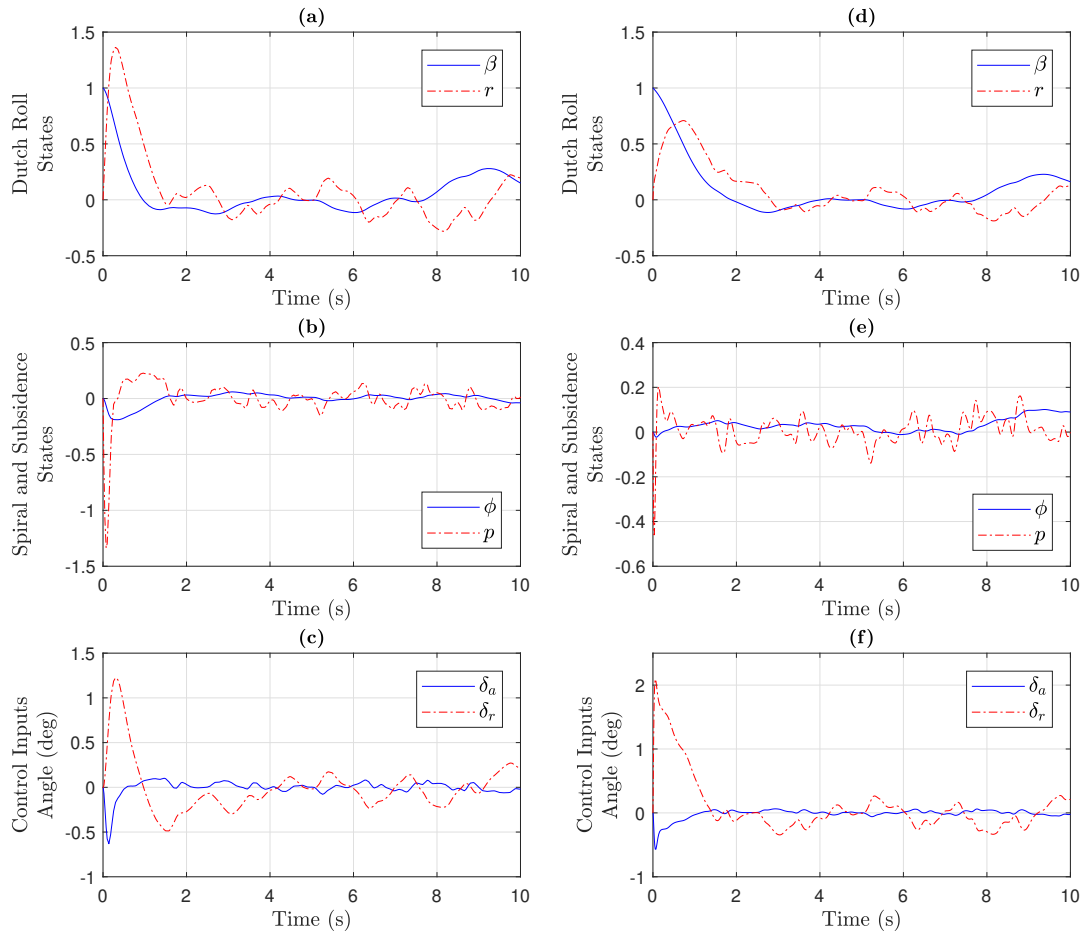 (a)
1.5
1
0.5
0
-0.5
0 2 4 6 8 10
Time (s)
Dutch Roll
States
β
r
(d)
1.5
1
0.5
0
-0.5
0 2 4 6 8 10
Time (s)
Dutch Roll
States
β
r
(b)
0.5
0
-0.5
-1
-1.5
0 2 4 6 8 10
Time (s)
Spiral and Subsidence
States
ϕ
p
(e)
0.4
0.2
0
-0.2
-0.4
-0.6
0 2 4 6 8 10
Time (s)
Spiral and Subsidence
States
ϕ
p
(c)
1.5
1
0.5
0
-0.5
-1
0 2 4 6 8 10
Time (s)
Control Inputs
Angle (deg)
δₐ
δᵣ
(f)
2
1
0
-1
0 2 4 6 8 10
Time (s)
Control Inputs
Angle (deg)
δₐ
δᵣ